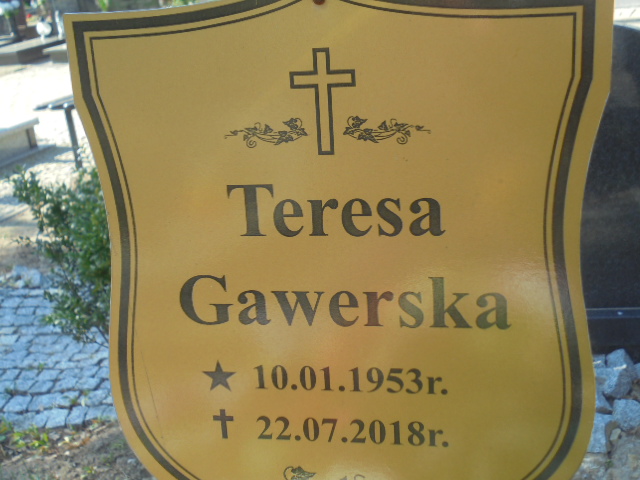 Teresa
Gawerska
★ 10.01.1953r.
✝ 22.07.2018r.